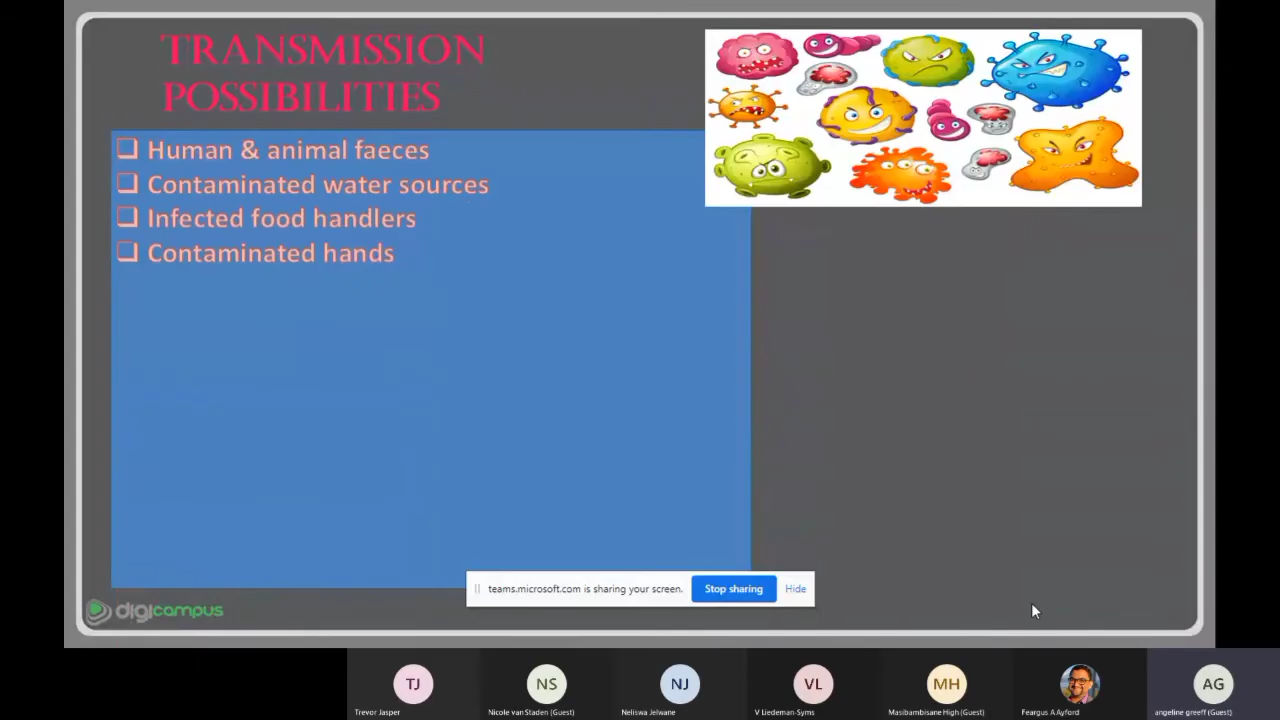 TRANSMISSION
POSSIBILITIES
Human & animal faeces
Contaminated water sources
Infected food handlers
Contaminated hands
teams.microsoft.com is sharing your screen.
Stop sharing
Hide
digicampus
TJ
NS
NJ
VL
MH
AG
Trevor Jasper
Nicole van Staden (Guest)
Neliswa Jelwane
V Liedeman-Syms
Masibambisane High (Guest)
Feargus A Ayford
angeline greeff (Guest)